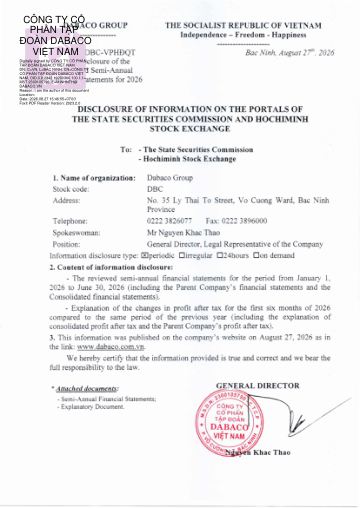 CÔNG TY CỔ PHẦN TẬP ĐOÀN DABACO VIỆT NAM
DABACO GROUP
DBC-VPHĐQT
closure of the
Semi-Annual
Statements for 2026
THE SOCIALIST REPUBLIC OF VIETNAM
Independence – Freedom - Happiness
Bac Ninh, August 27th, 2026
DISCLOSURE OF INFORMATION ON THE PORTALS OF
THE STATE SECURITIES COMMISSION AND HOCHIMINH
STOCK EXCHANGE
To: - The State Securities Commission
- Hochiminh Stock Exchange
1. Name of organization: Dabaco Group
Stock code: DBC
Address: No. 35 Ly Thai To Street, Vo Cuong Ward, Bac Ninh
Province
Telephone: 0222 3826077 Fax: 0222 3896000
Spokeswoman: Mr Nguyen Khac Thao
Position: General Director, Legal Representative of the Company
Information disclosure type: ☒periodic ☐irregular ☐24hours ☐on demand
2. Content of information disclosure:
- The reviewed semi-annual financial statements for the period from January 1,
2026 to June 30, 2026 (including the Parent Company's financial statements and the
Consolidated financial statements).
- Explanation of the changes in profit after tax for the first six months of 2026
compared to the same period of the previous year (including the explanation of
consolidated profit after tax and the Parent Company's profit after tax).
3. This information was published on the company's website on August 27, 2026 as in
the link: www.dabaco.com.vn.
We hereby certify that the information provided is true and correct and we bear the
full responsibility to the law.
* Attached documents:
- Semi-Annual Financial Statements;
- Explanatory Document.
GENERAL DIRECTOR
CÔNG TY
CỔ PHẦN
TẬP ĐOÀN
DABACO
VIỆT NAM
Nguyen Khac Thao